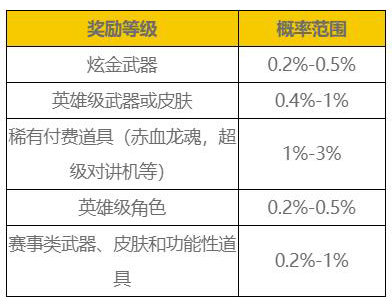 奖励等级 概率范围
炫金武器 0.2%-0.5%
英雄级武器或皮肤 0.4%-1%
稀有付费道具（赤血龙魂，超
级对讲机等） 1%-3%
英雄级角色 0.2%-0.5%
赛事类武器、皮肤和功能性道
具 0.2%-1%